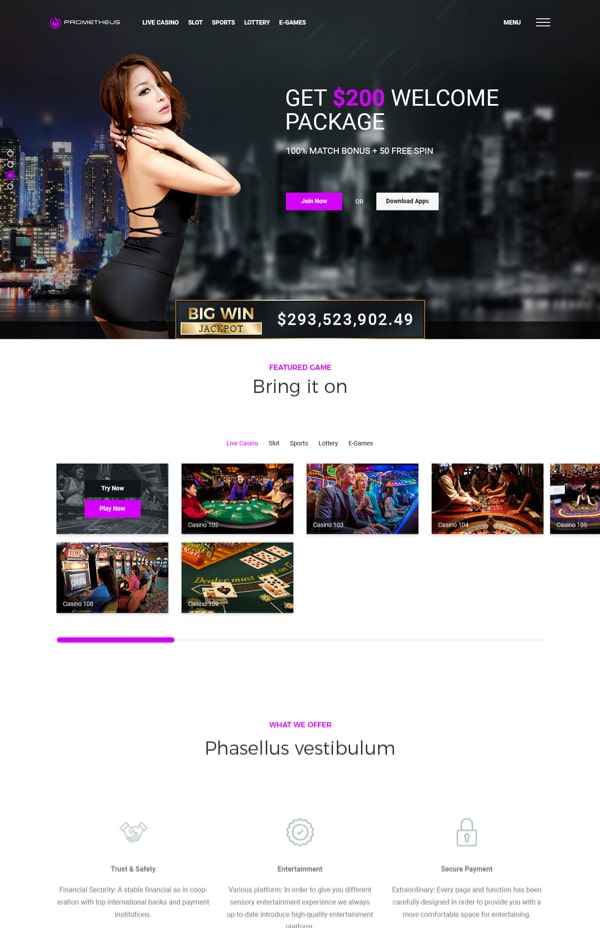 PROMETHEUS
LIVE CASINO SLOT SPORTS LOTTERY E-GAMES
MENU
GET $200 WELCOME
PACKAGE
100% MATCH BONUS + 50 FREE SPIN
Join Now OR Download Apps
BIG WIN
JACKPOT
$293,523,902.49
FEATURED GAME
Bring it on
Live Casino Slot Sports Lottery E-Games
Try Now
Play Now
Casino 102
Casino 103
Casino 104
Casino 105
Casino 108
Dealer must
Casino 109
WHAT WE OFFER
Phasellus vestibulum
Trust & Safety
Financial Security: A stable financial as in coop-
eration with top international banks and payment
institutions.
Entertainment
Various platform: In order to give you different
sensory entertainment experience we always
up-to-date introduce high-quality entertainment
platform.
Secure Payment
Extraordinary: Every page and function has been
carefully designed in order to provide you with a
more comfortable space for entertaining.